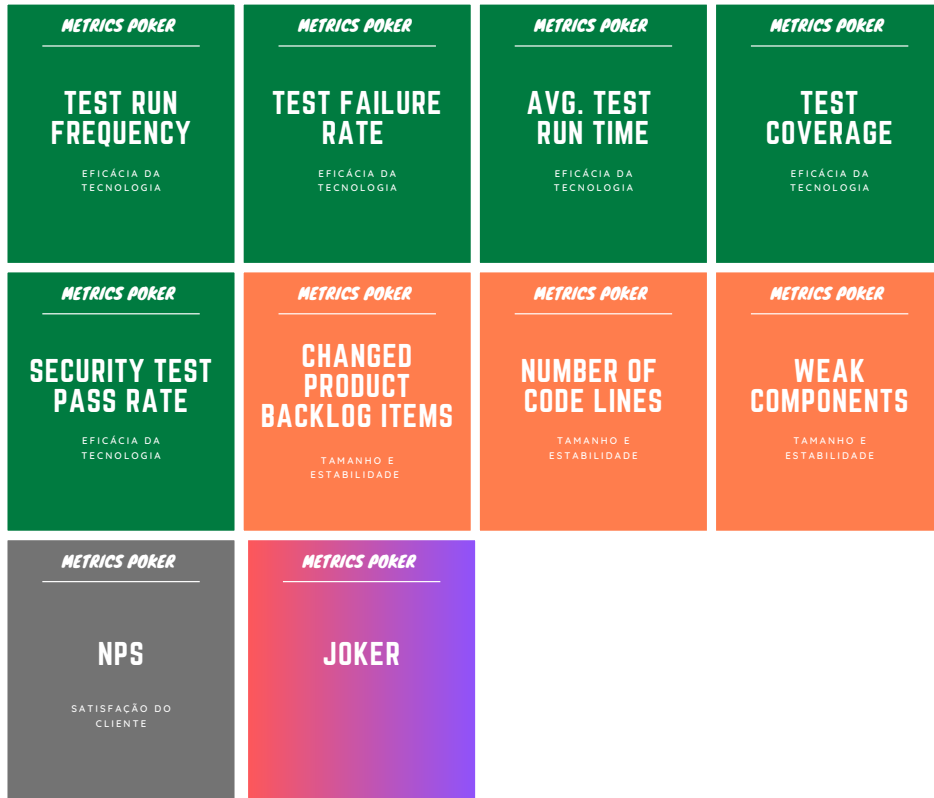 METRICS POKER
TEST RUN
FREQUENCY
EFICÁCIA DA
TECNOLOGIA
METRICS POKER
TEST FAILURE
RATE
EFICÁCIA DA
TECNOLOGIA
METRICS POKER
AVG. TEST
RUN TIME
EFICÁCIA DA
TECNOLOGIA
METRICS POKER
TEST
COVERAGE
EFICÁCIA DA
TECNOLOGIA
METRICS POKER
SECURITY TEST
PASS RATE
EFICÁCIA DA
TECNOLOGIA
METRICS POKER
CHANGED
PRODUCT
BACKLOG ITEMS
TAMANHO E
ESTABILIDADE
METRICS POKER
NUMBER OF
CODE LINES
TAMANHO E
ESTABILIDADE
METRICS POKER
WEAK
COMPONENTS
TAMANHO E
ESTABILIDADE
METRICS POKER
NPS
SATISFAÇÃO DO
CLIENTE
METRICS POKER
JOKER